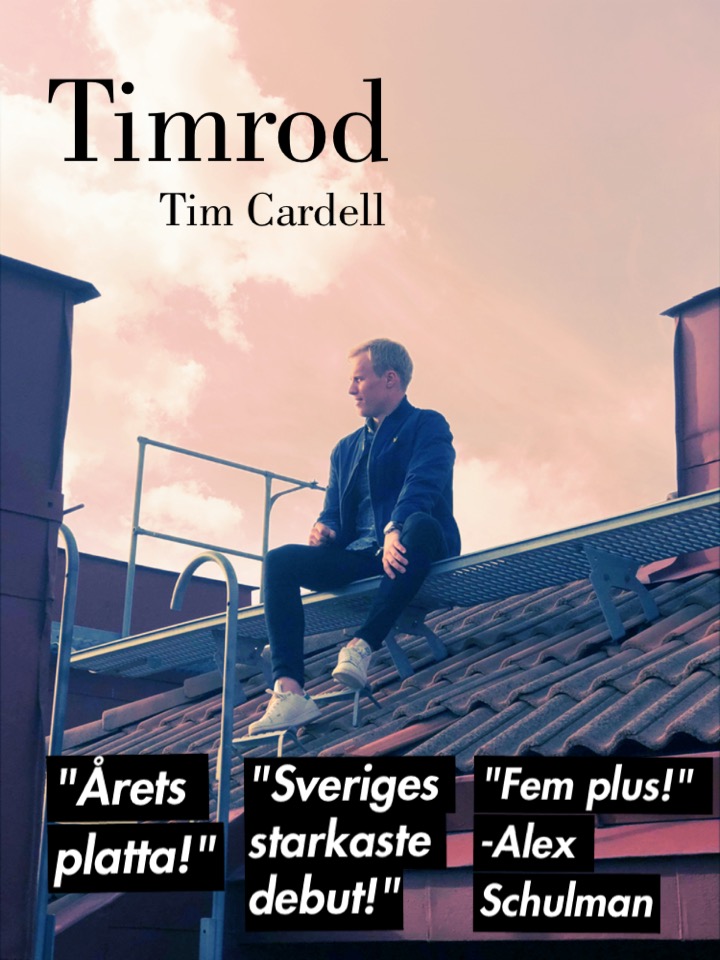 Timrod
Tim Cardell
"Årets
platta!"
"Sveriges
starkaste
debut!"
"Fem plus!"
-Alex
Schulman